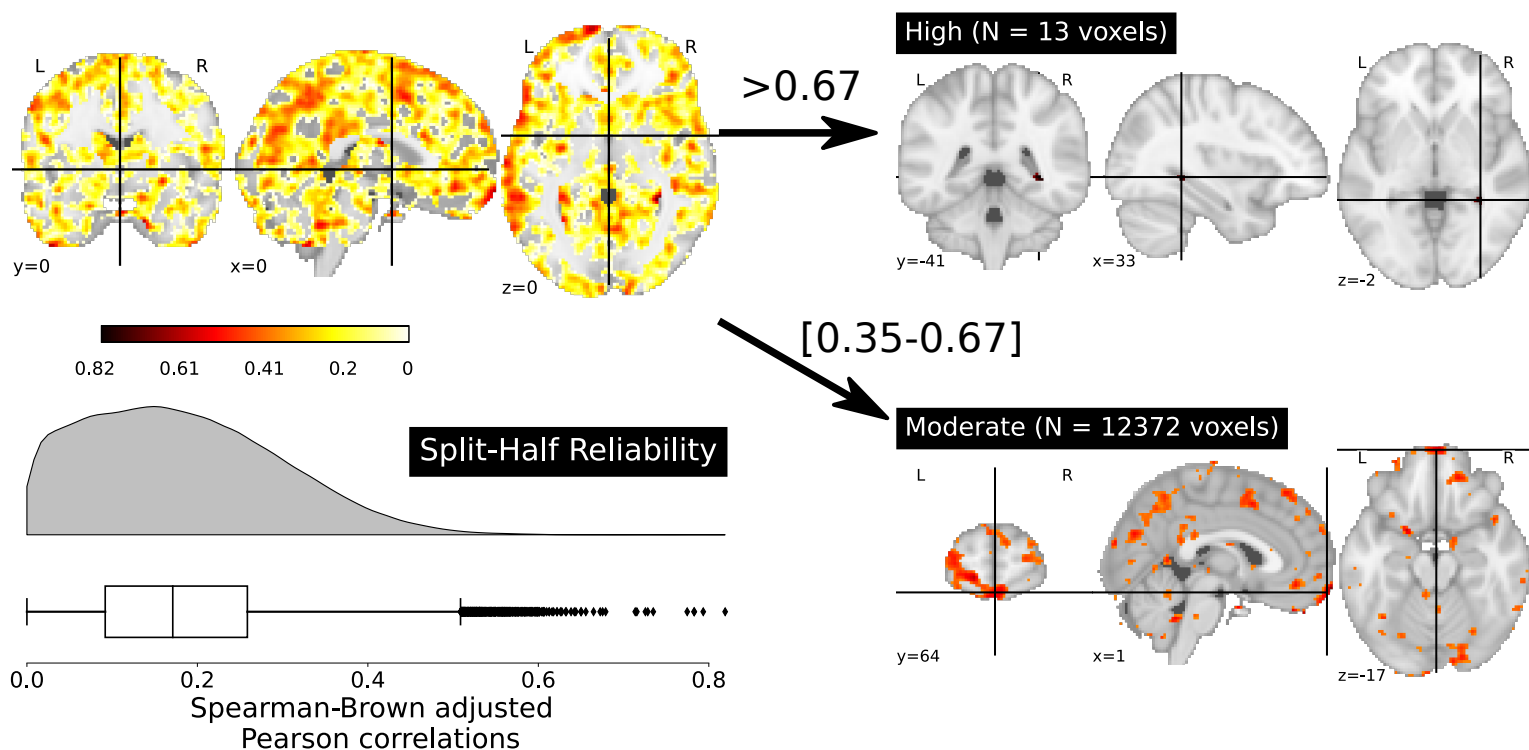 L R
y=0
x=0
L R
z=0
>0.67
High (N = 13 voxels)
L R
y=-41
x=33
R
z=-2
0.82 0.61 0.41 0.2 0
[0.35-0.67]
Split-Half Reliability
0.0 0.2 0.4 0.6 0.8
Spearman-Brown adjusted
Pearson correlations
Moderate (N = 12372 voxels)
L R
y=64
x=1
L R
z=-17